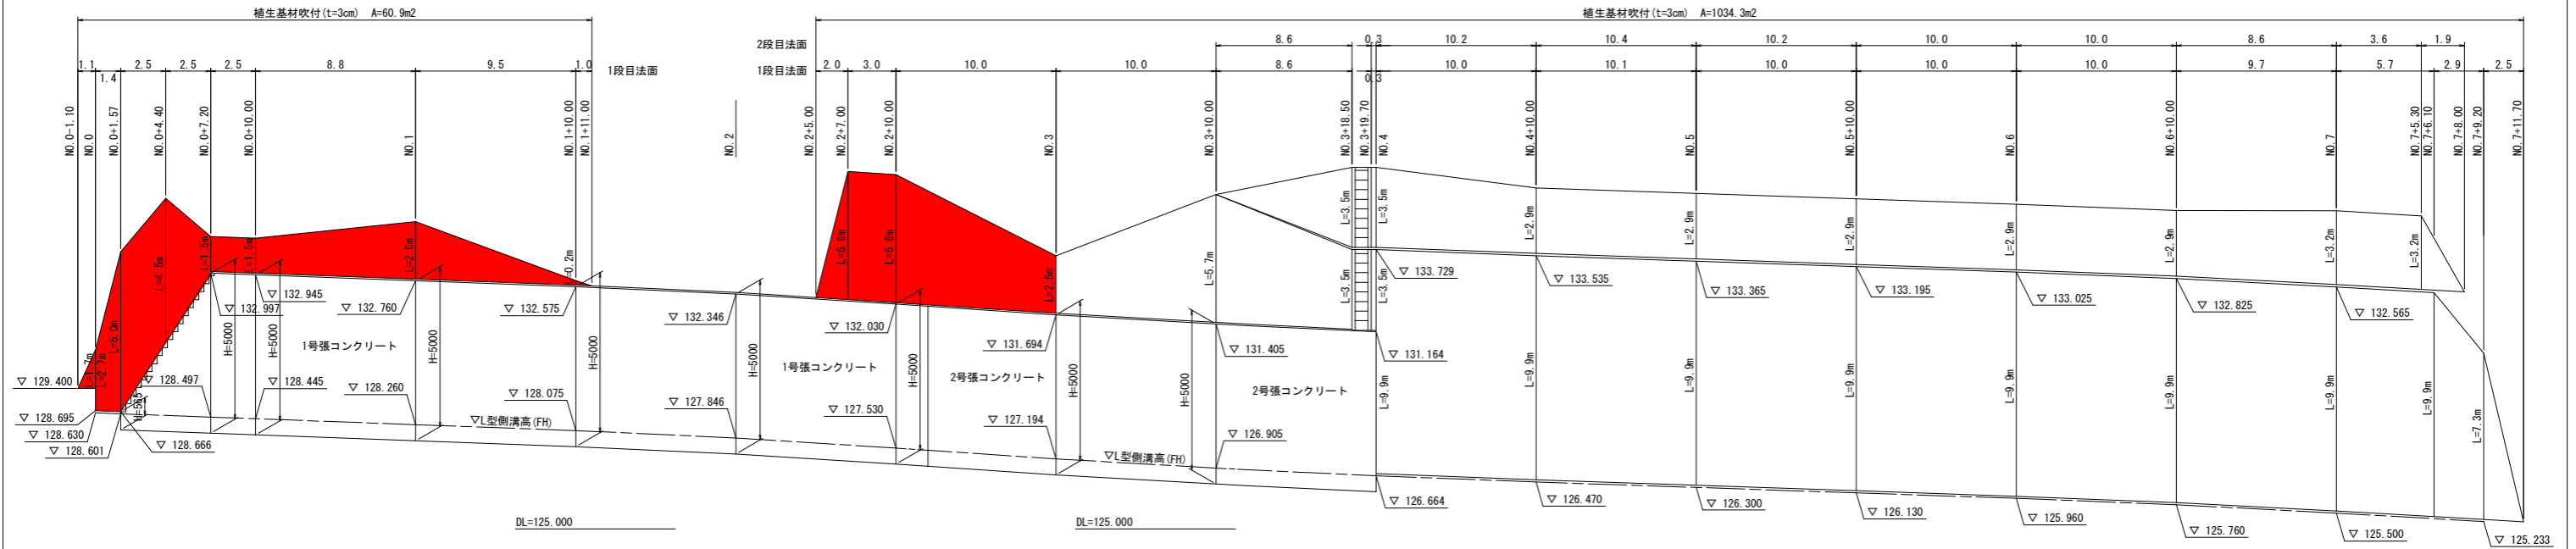 植生基材吹付(t=3cm) A=60.9m2
植生基材吹付(t=3cm) A=1034.3m2
2段目法面
8.6
0.3
10.2
10.4
10.2
10.0
10.0
8.6
3.6
1.9
1.1
1.4
2.5
2.5
2.5
8.8
9.5
1.0
1段目法面
1段目法面
2.0
3.0
10.0
10.0
8.6
0.3
10.0
10.1
10.0
10.0
10.0
9.7
5.7
2.9
2.5
NO.0-1.10
NO.0
NO.0+1.57
NO.0+4.40
NO.0+7.20
NO.0+10.00
NO.1
NO.1+10.00
NO.1+11.00
NO.2
NO.2+5.00
NO.2+7.00
NO.2+10.00
NO.3
NO.3+10.00
NO.3+18.50
NO.3+19.70
NO.4
NO.4+10.00
NO.5
NO.5+10.00
NO.6
NO.6+10.00
NO.7
NO.7+5.30
NO.7+6.10
NO.7+8.00
NO.7+9.20
NO.7+11.70
L=1.7m
L=2.7m
L=5.0m
L=4.5m
L=1.5m
L=1.5m
L=2.6m
L=0.2m
L=5.6m
L=5.6m
L=2.5m
L=5.7m
L=3.5m
L=3.5m
L=2.9m
L=2.9m
L=2.9m
L=2.9m
L=2.9m
L=3.2m
L=3.2m
L=3.5m
L=3.5m
▽ 132.997
▽ 132.945
▽ 132.760
▽ 132.575
▽ 132.346
▽ 132.030
▽ 131.694
▽ 131.405
▽ 131.164
▽ 133.729
▽ 133.535
▽ 133.365
▽ 133.195
▽ 133.025
▽ 132.825
▽ 132.565
H=5000
H=5000
H=5000
H=5000
H=5000
H=5000
H=5000
H=5000
1号張コンクリート
1号張コンクリート
2号張コンクリート
2号張コンクリート
L=9.9m
L=9.9m
L=9.9m
L=9.9m
L=9.9m
L=9.9m
L=9.9m
L=9.9m
L=7.3m
▽ 129.400
▽ 128.695
▽ 128.630
▽ 128.601
▽ 128.666
▽ 128.497
▽ 128.445
▽ 128.260
▽ 128.075
▽ 127.846
▽ 127.530
▽ 127.194
▽ 126.905
▽L型側溝高(FH)
▽L型側溝高(FH)
▽ 126.664
▽ 126.470
▽ 126.300
▽ 126.130
▽ 125.960
▽ 125.760
▽ 125.500
▽ 125.233
DL=125.000
DL=125.000